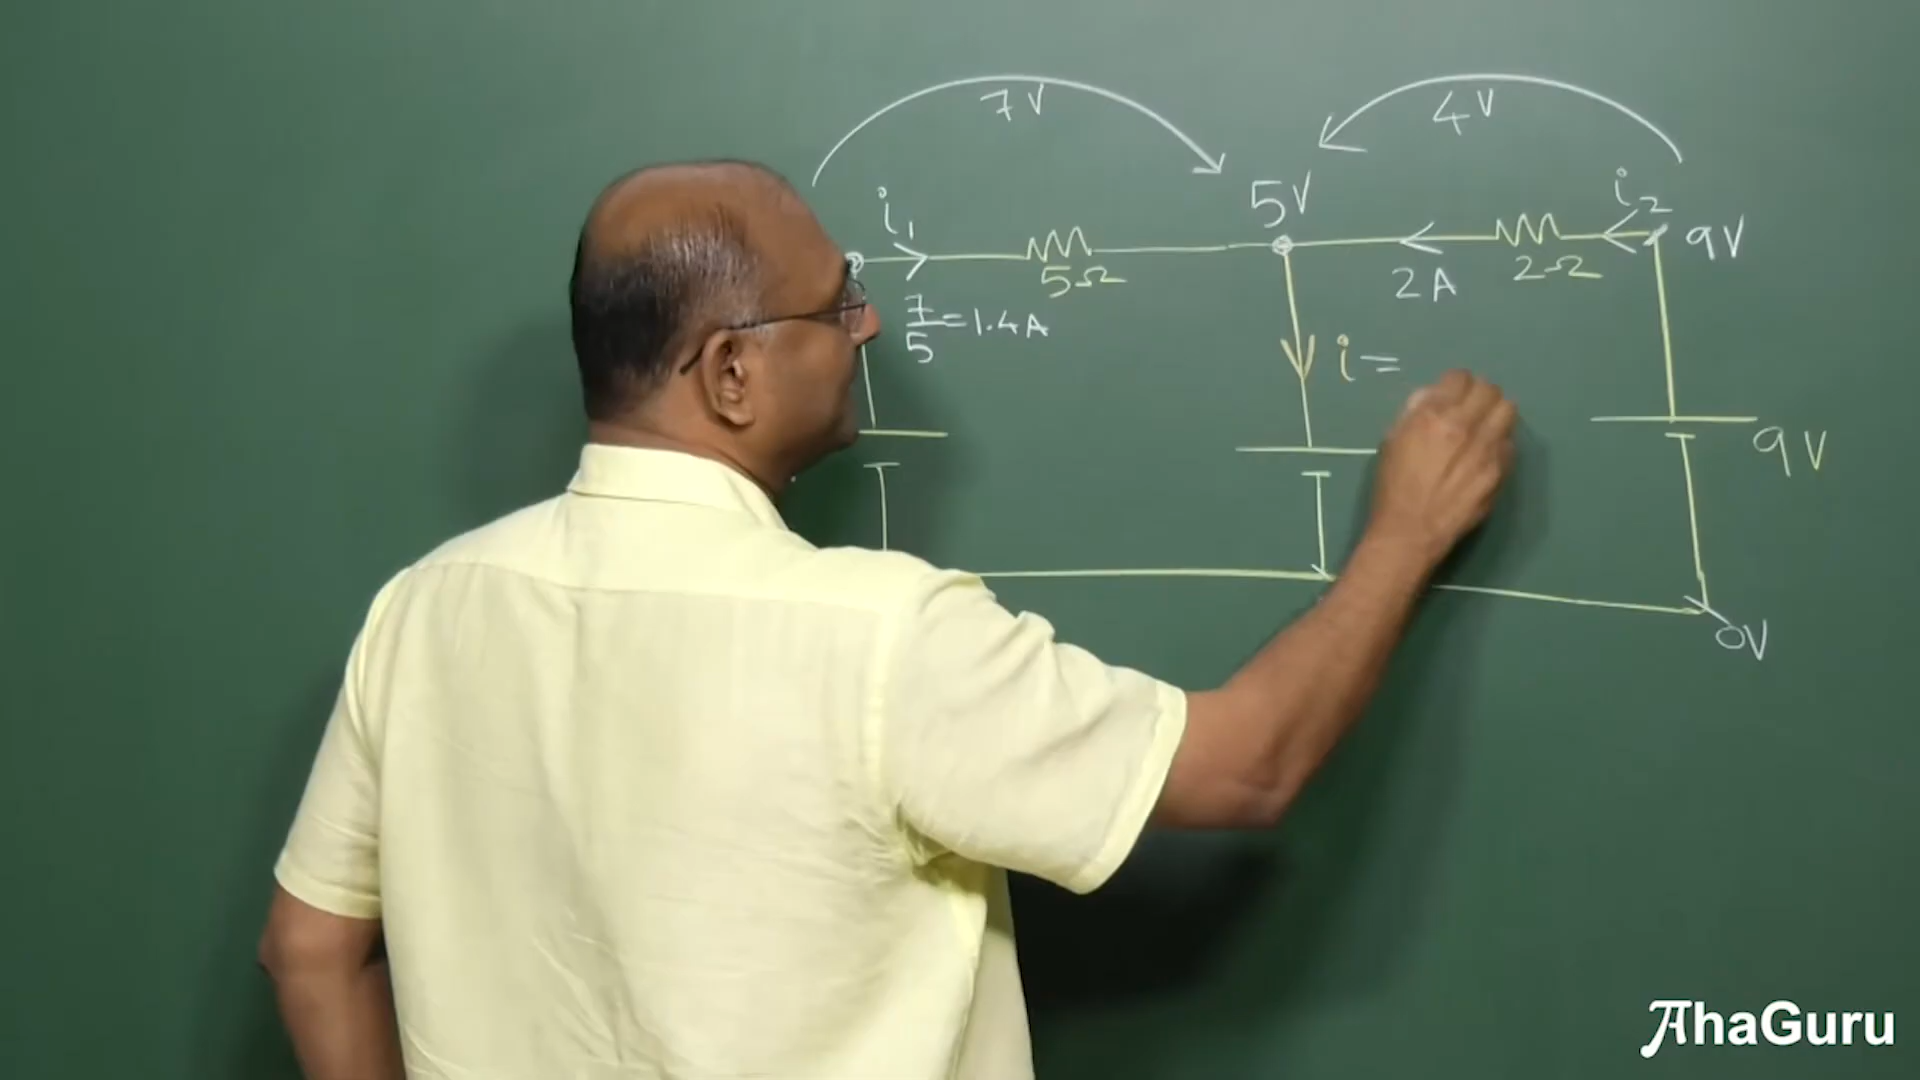 7V
4V
i₁
5V
i₂
9V
5Ω
2A
2Ω
7/5=1.4A
i=
9V
0V
AhaGuru